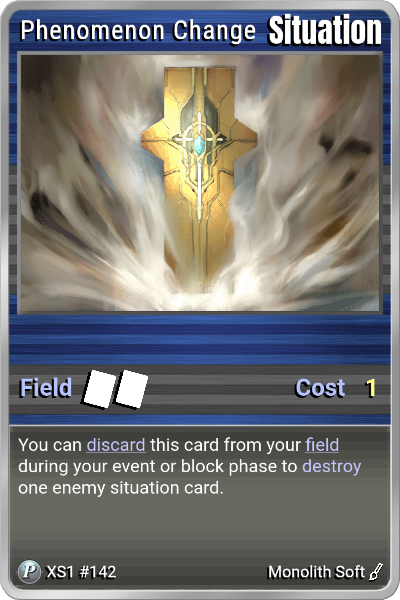 Phenomenon Change Situation
Field Cost 1
You can discard this card from your field
during your event or block phase to destroy
one enemy situation card.
P XS1 #142 Monolith Soft